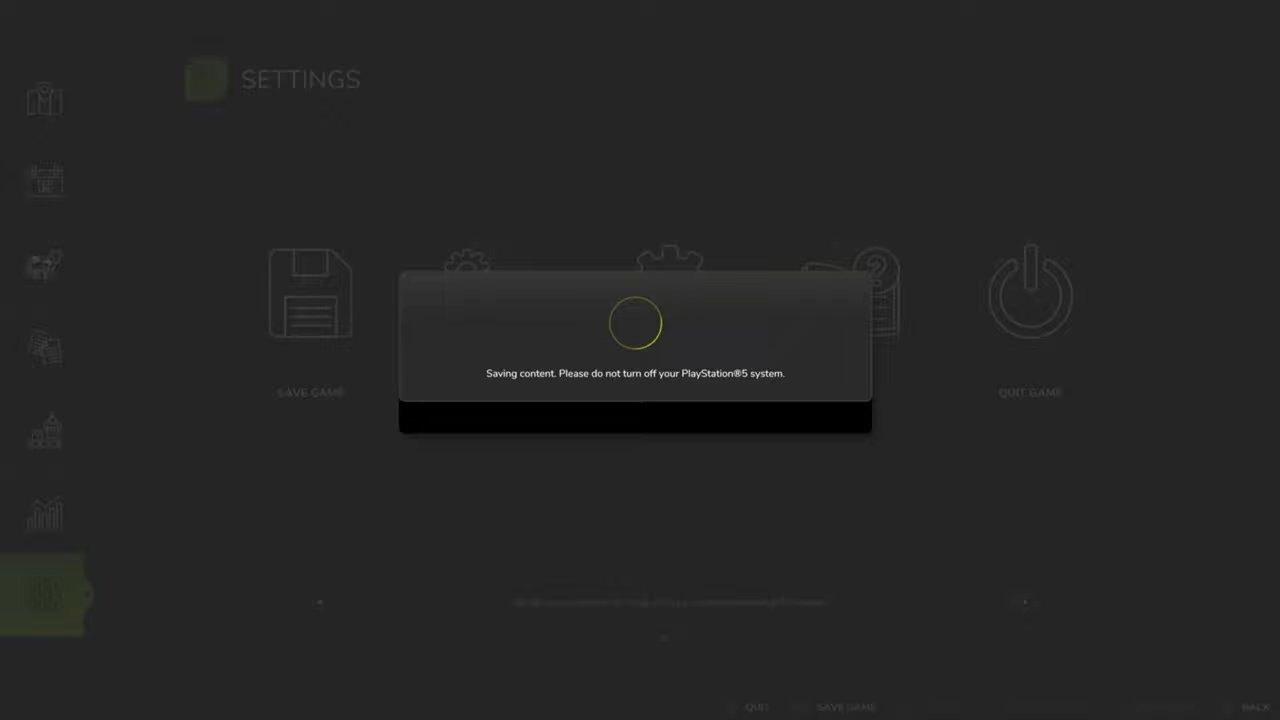 SETTINGS
Saving content. Please do not turn off your PlayStation®5 system.
SAVE GAME
QUIT GAME
QUIT
SAVE GAME
BACK